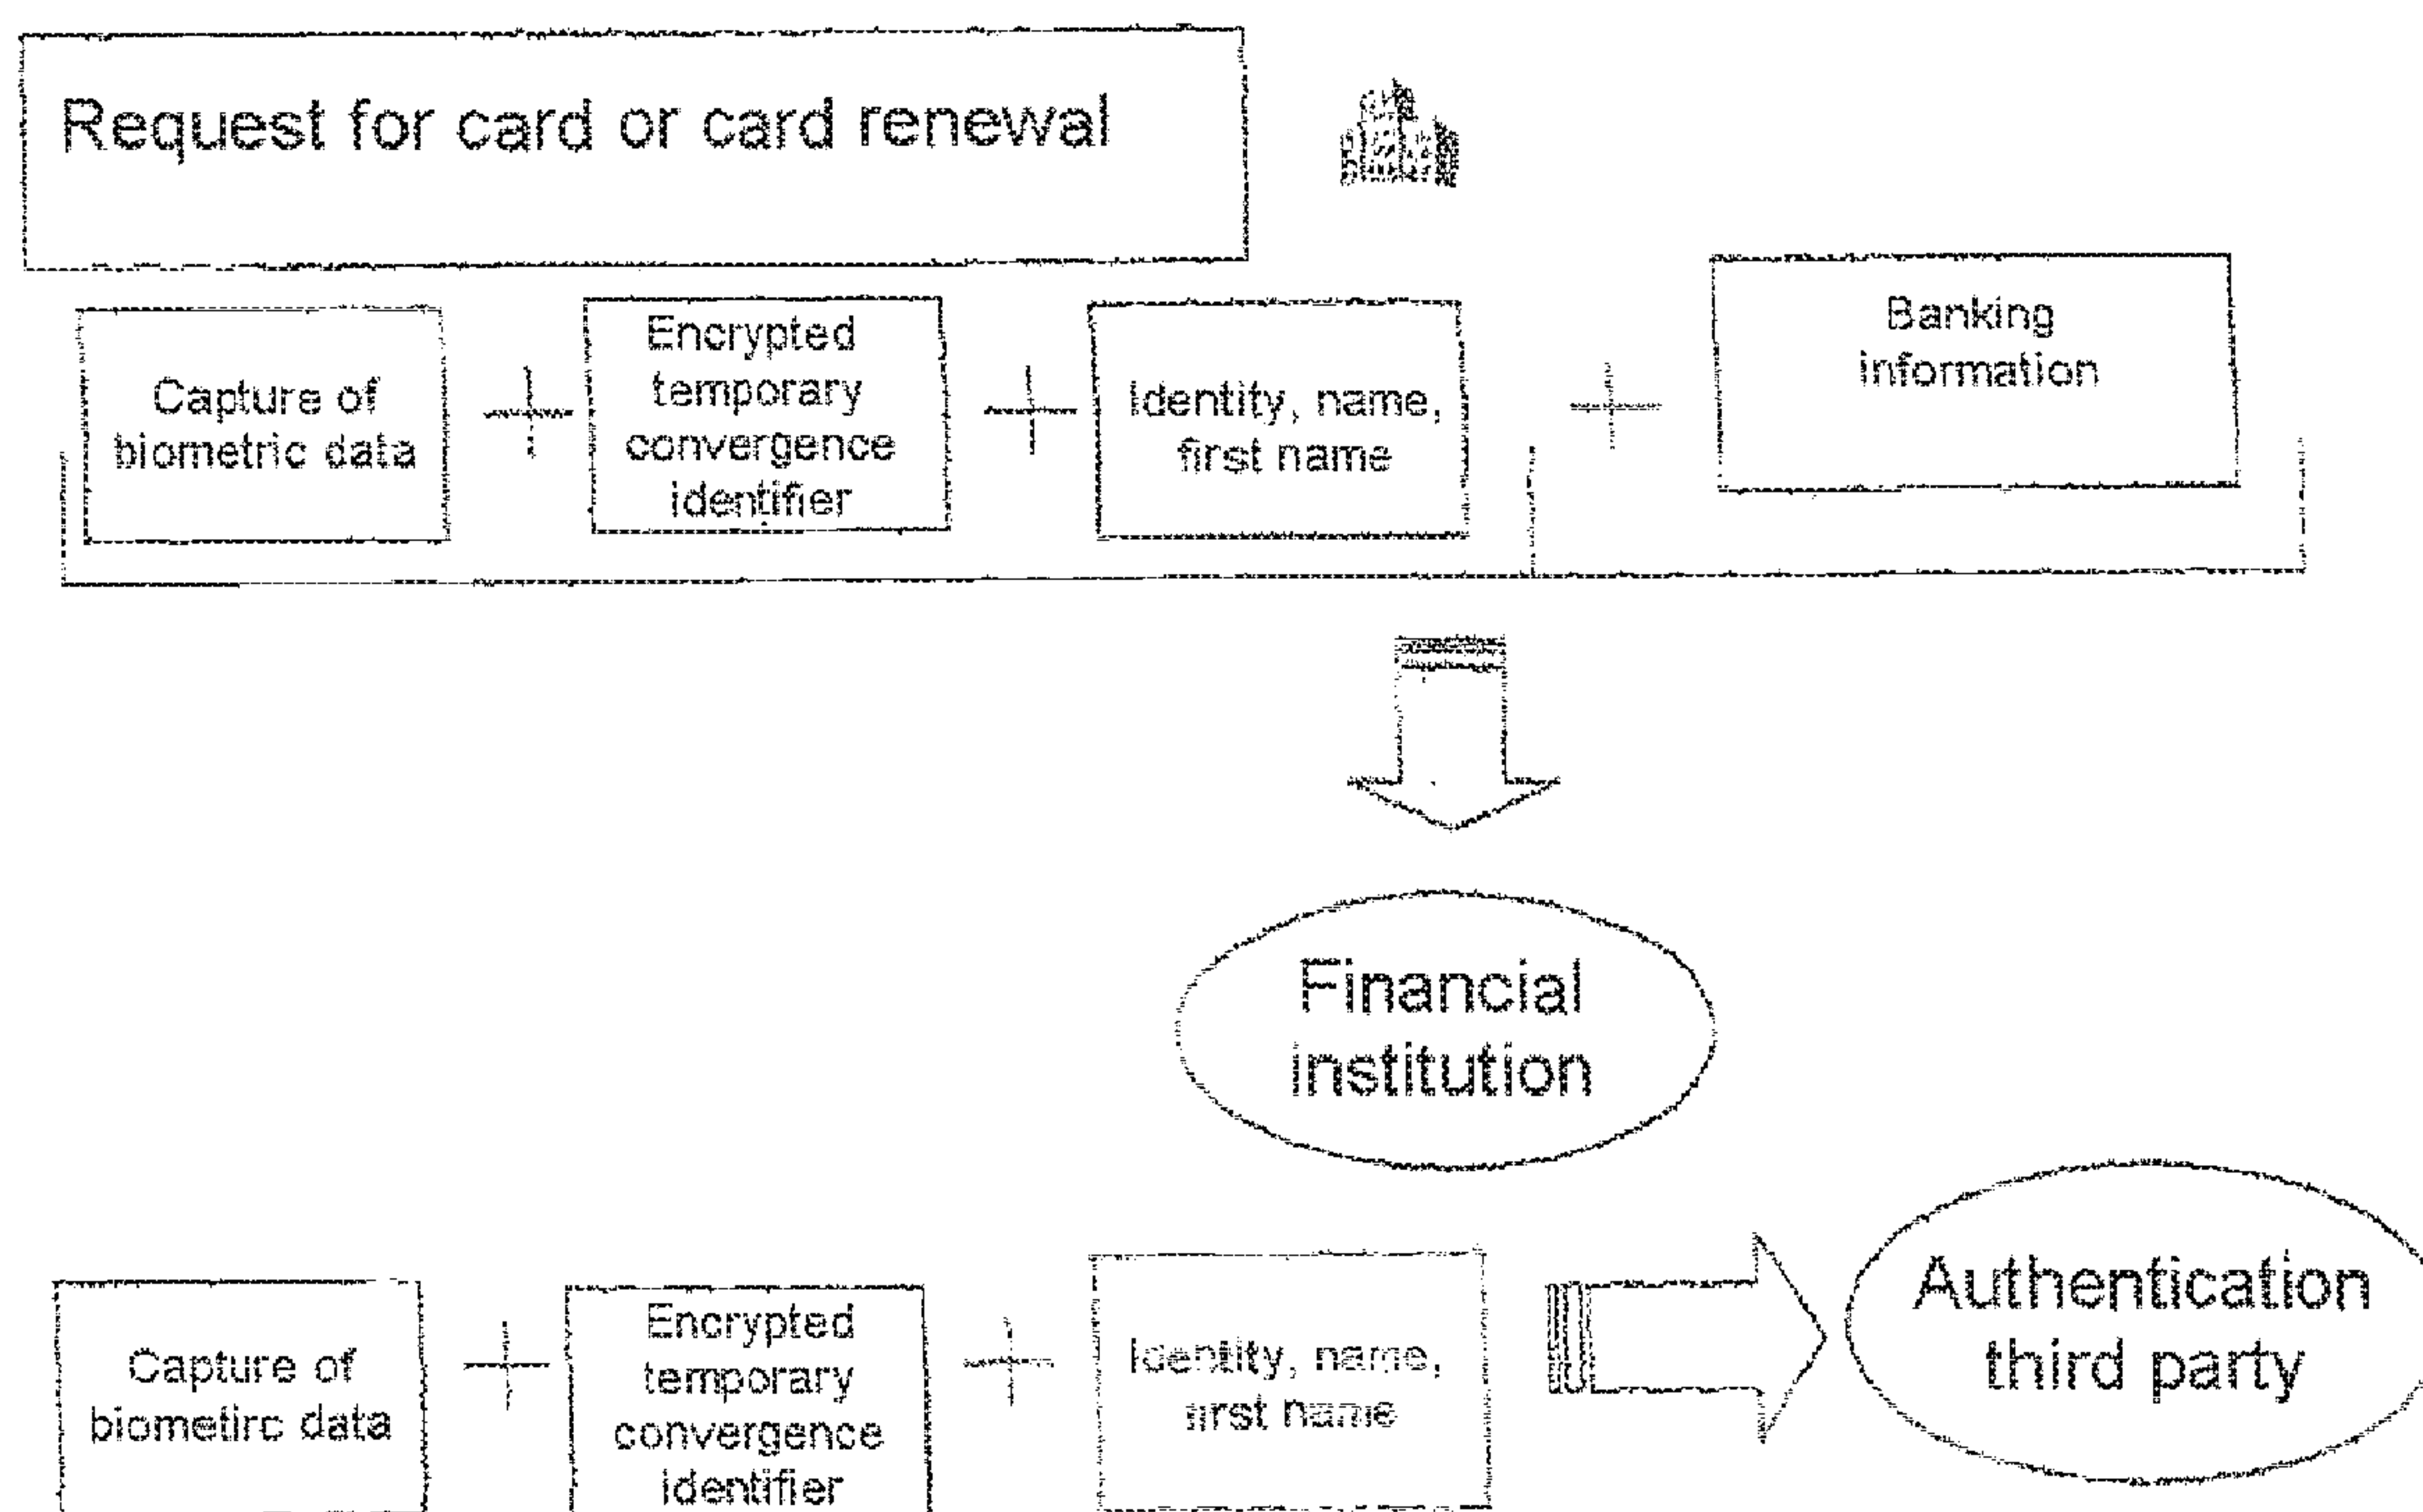 Request for card or card renewal
Capture of
biometric data
Encrypted
temporary
convergence
identifier
Identity, name,
first name
Banking
information
Financial
institution
Capture of
biometirc data
Encrypted
temporary
convergence
identifier
Identity, name,
first name
Authentication
third party